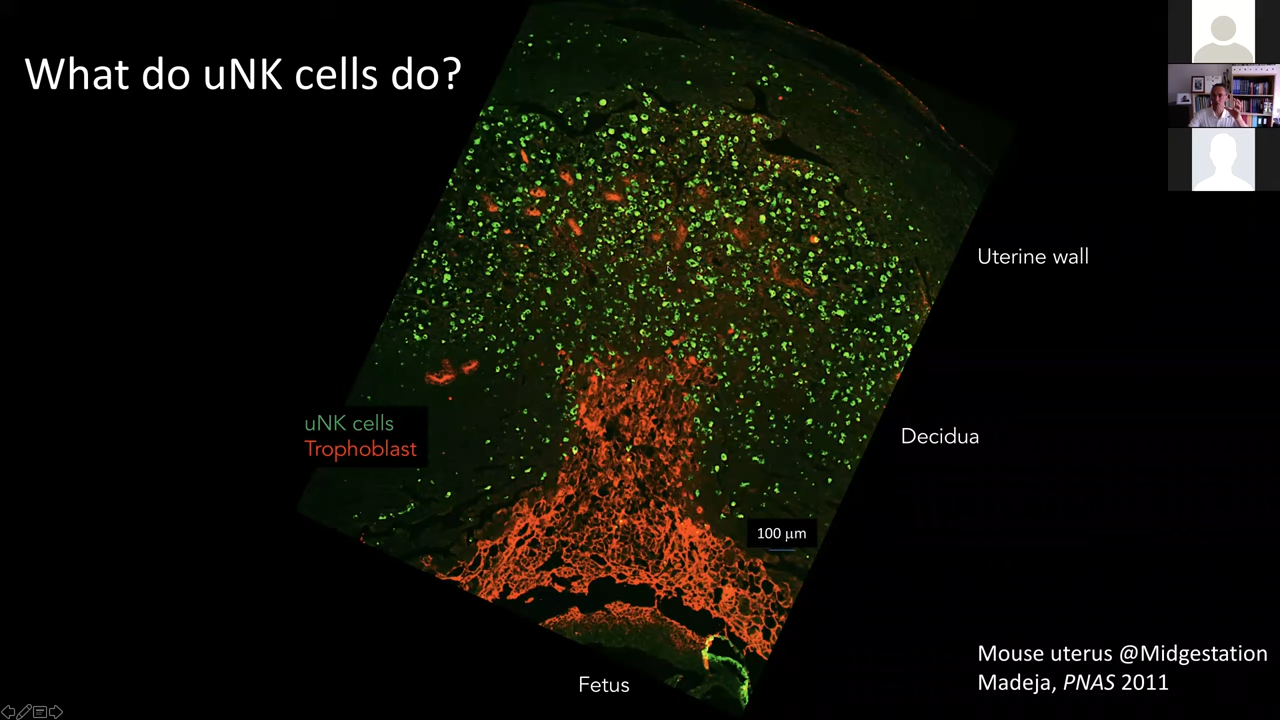 What do uNK cells do?
Uterine wall
uNK cells
Trophoblast
Decidua
100 μm
Fetus
Mouse uterus @Midgestation
Madeja, PNAS 2011